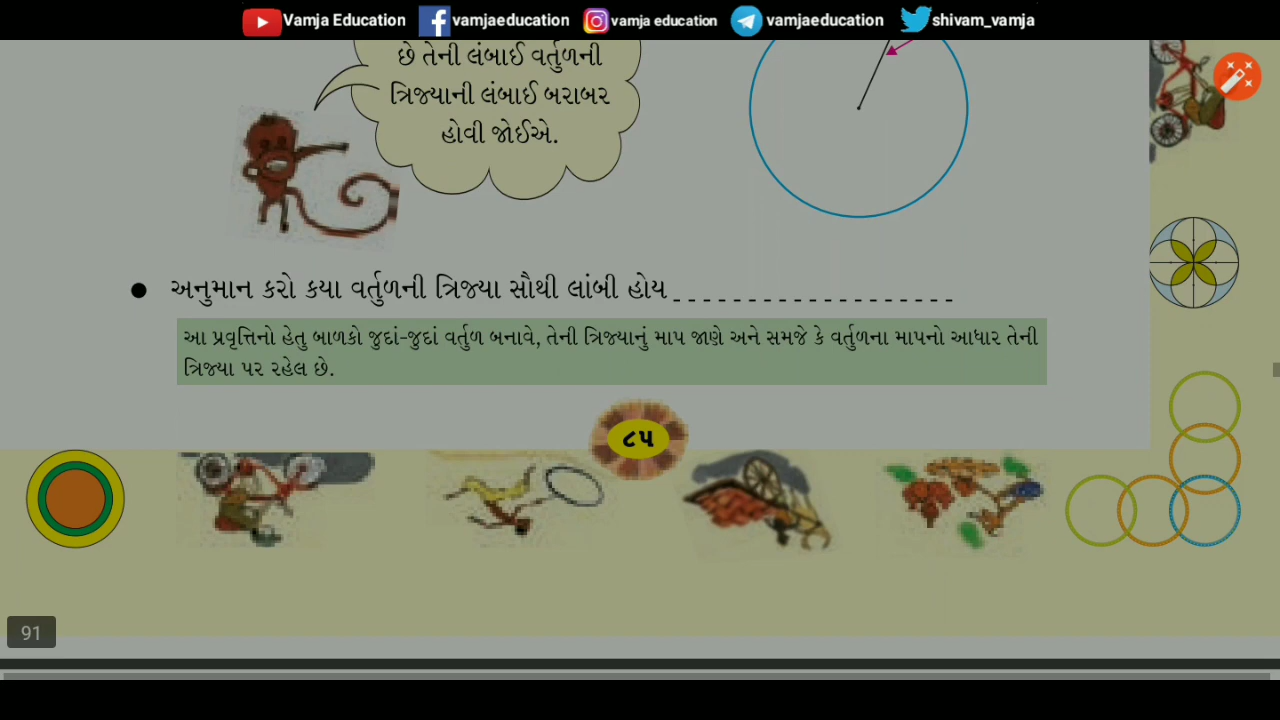 Vamja Education vamjaeducation vamja education vamjaeducation shivam_vamja
છે તેની લંબાઈ વર્તુળની
ત્રિજ્યાની લંબાઈ બરાબર
હોવી જોઈએ.
● અનુમાન કરો કયા વર્તુળની ત્રિજ્યા સૌથી લાંબી હોય _ _ _ _ _ _ _ _ _ _ _ _ _ _ _ _ _ _ _
આ પ્રવૃત્તિનો હેતુ બાળકો જુદાં-જુદાં વર્તુળ બનાવે, તેની ત્રિજ્યાનું માપ જાણે અને સમજે કે વર્તુળના માપનો આધાર તેની
ત્રિજ્યા પર રહેલ છે.
૮૫
91